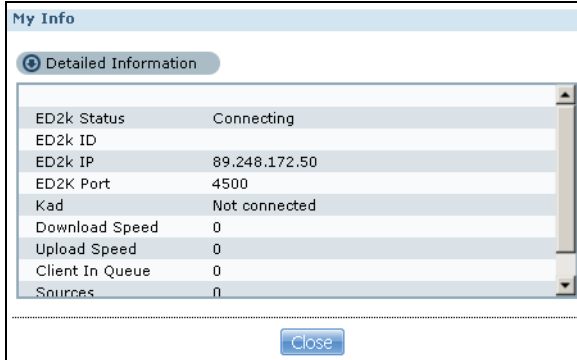 My Info
Detailed Information
ED2k Status Connecting
ED2k ID
ED2k IP 89.248.172.50
ED2K Port 4500
Kad Not connected
Download Speed 0
Upload Speed 0
Client In Queue 0
Sources 0
Close